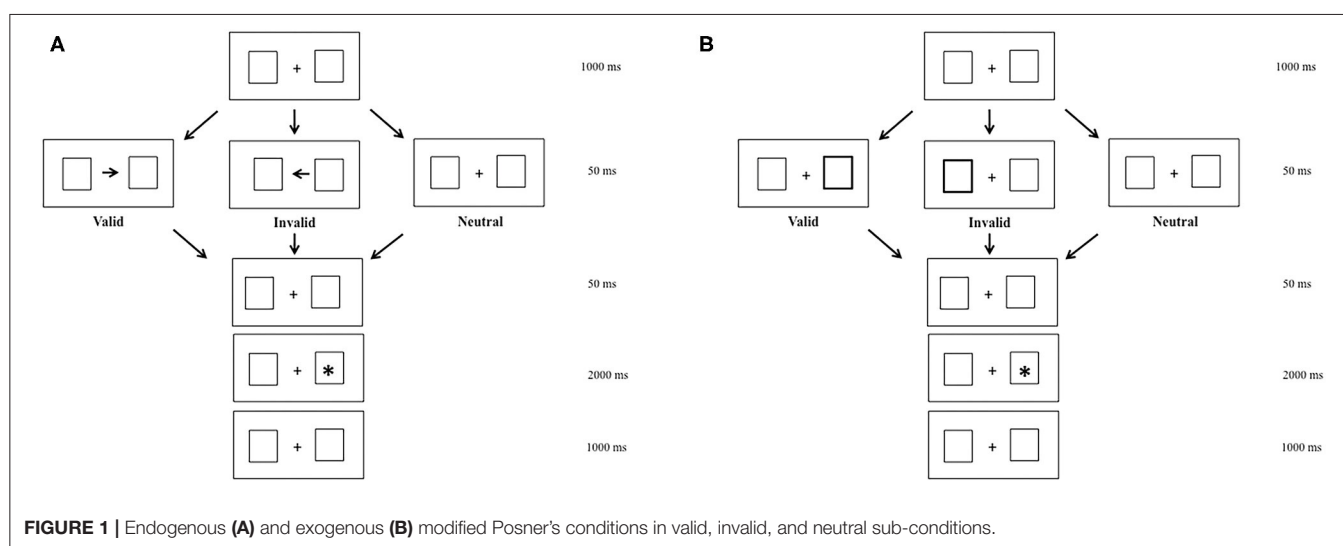 A
+
1000 ms
+
50 ms
Valid
Invalid
Neutral
+
50 ms
+ *
2000 ms
+
1000 ms
B
+
1000 ms
+
+
+
50 ms
Valid
Invalid
Neutral
+
50 ms
+ *
2000 ms
+
1000 ms
FIGURE 1 | Endogenous (A) and exogenous (B) modified Posner's conditions in valid, invalid, and neutral sub-conditions.